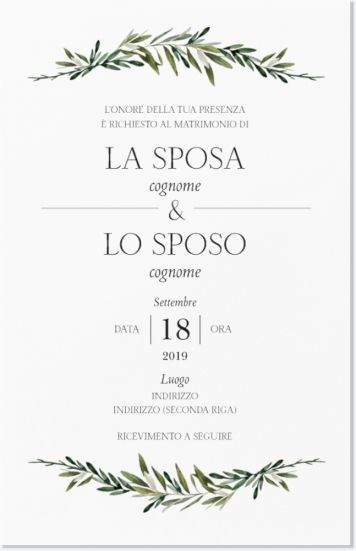 L'ONORE DELLA TUA PRESENZA
È RICHIESTO AL MATRIMONIO DI
LA SPOSA
cognome
&
LO SPOSO
cognome
Settembre
DATA 18 ORA
2019
Luogo
INDIRIZZO
INDIRIZZO (SECONDA RIGA)
RICEVIMENTO A SEGUIRE